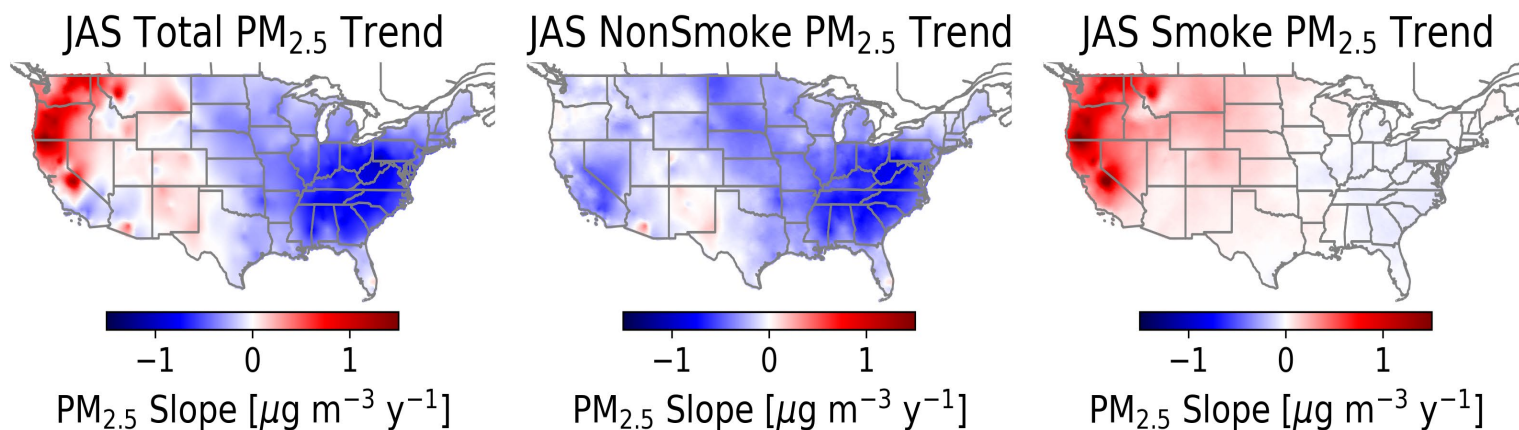 JAS Total PM₂.₅ Trend
JAS NonSmoke PM₂.₅ Trend
JAS Smoke PM₂.₅ Trend
−1 0 1
−1 0 1
−1 0 1
PM₂.₅ Slope [μg m⁻³ y⁻¹]
PM₂.₅ Slope [μg m⁻³ y⁻¹]
PM₂.₅ Slope [μg m⁻³ y⁻¹]